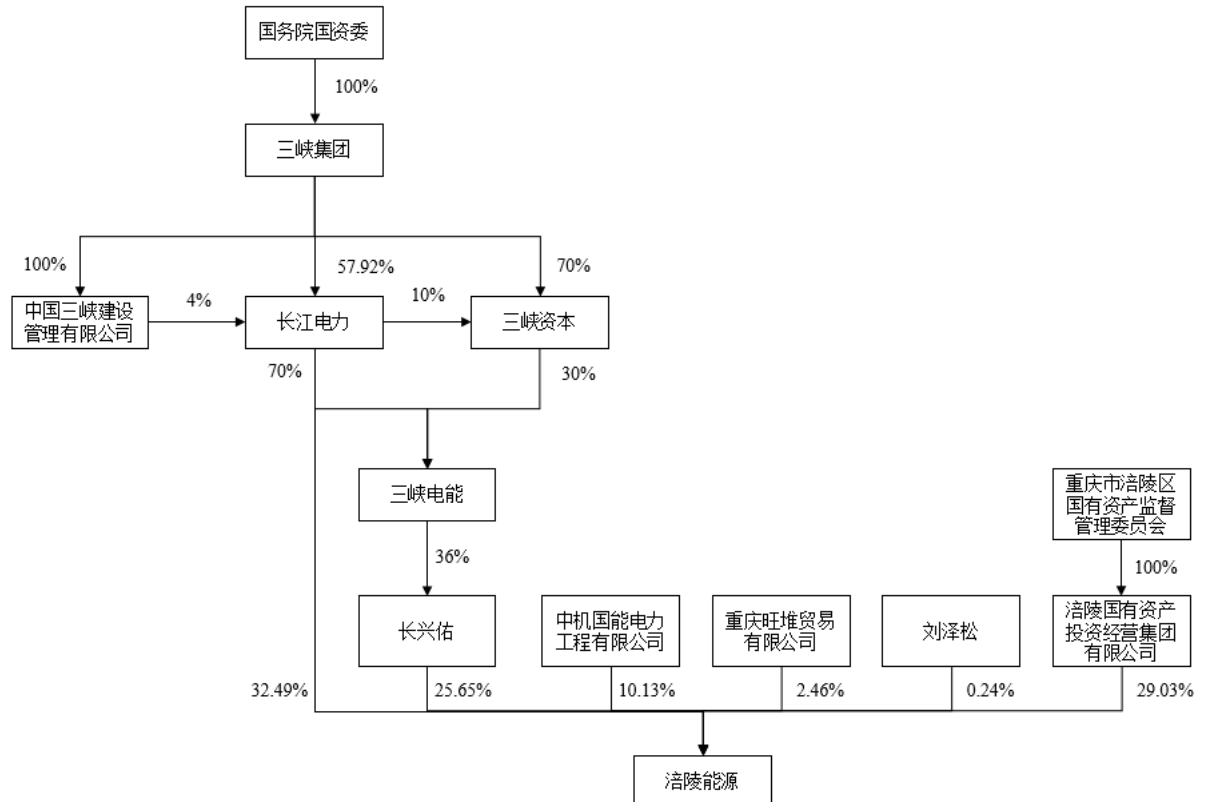 国务院国资委
100%
三峡集团
100%
57.92%
70%
中国三峡建设
管理有限公司
4%
长江电力
10%
三峡资本
70%
30%
三峡电能
重庆市涪陵区
国有资产监督
管理委员会
36%
100%
长兴佑
中机国能电力
工程有限公司
重庆旺堆贸易
有限公司
刘泽松
涪陵国有资产
投资经营集团
有限公司
32.49%
25.65%
10.13%
2.46%
0.24%
29.03%
涪陵能源